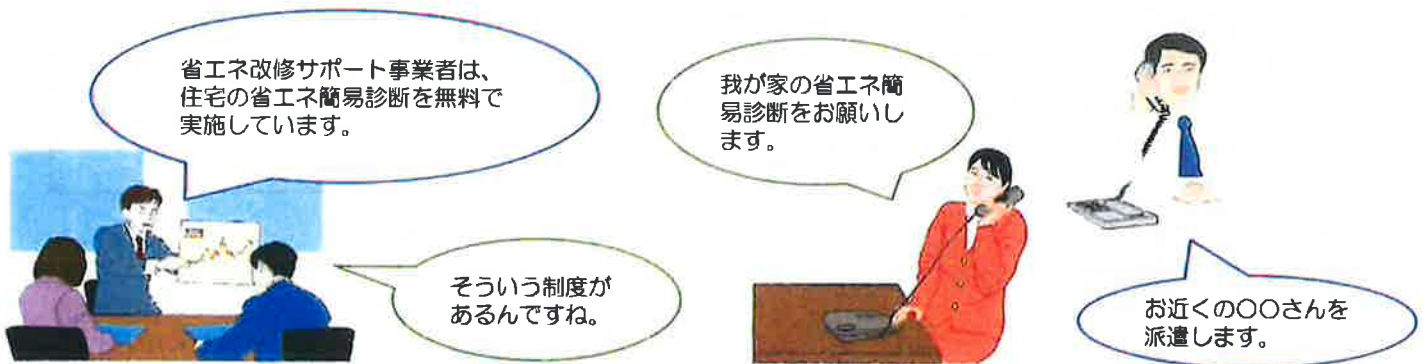 省エネ改修サポート事業者は、
住宅の省エネ簡易診断を無料で
実施しています。
そういう制度が
あるんですね。
我が家の省エネ簡
易診断をお願いし
ます。
お近くの〇〇さんを
派遣します。